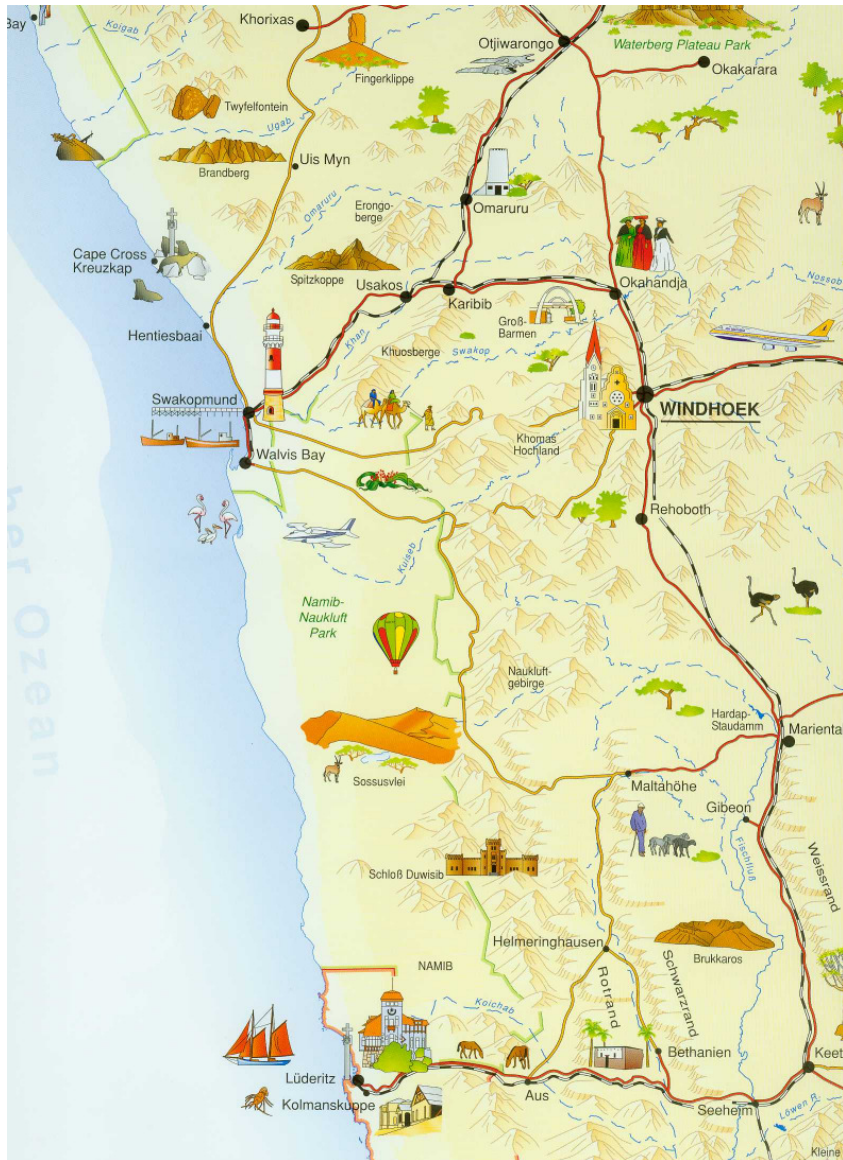 Bay
Koigab
Khorixas
Otjiwarongo
Waterberg Plateau Park
Okakarara
Fingerklippe
Twyfelfontein
Ugab
Brandberg
Uis Myn
Omaruru
Erongo-
berge
Omaruru
Cape Cross
Kreuzkap
Spitzkoppe
Usakos
Karibib
Okahandja
Nossob
Groß-
Barmen
Hentiesbaai
Khan
Khuosberge
Swakop
Swakopmund
WINDHOEK
Khomas
Hochland
Walvis Bay
Rehoboth
Kuiseb
Namib-
Naukluft
Park
her Ozean
Naukluft-
gebirge
Hardap-
Staudamm
Marienta
Sossusvlei
Maltahöhe
Gibeon
Fischfluß
Weissrand
Schloß Duwisib
Helmeringhausen
Brukkaros
NAMIB
Rotrand
Schwarzrand
Koichab
Bethanien
Keet
Lüderitz
Kolmanskuppe
Aus
Seeheim
Löwen R.
Kleine